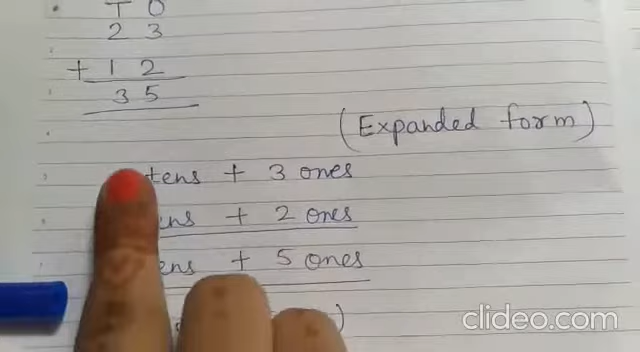 T O
2 3
+ 1 2
3 5
(Expanded form)
tens + 3 ones
+ 2 ones
+ 5 ones
)
clideo.com